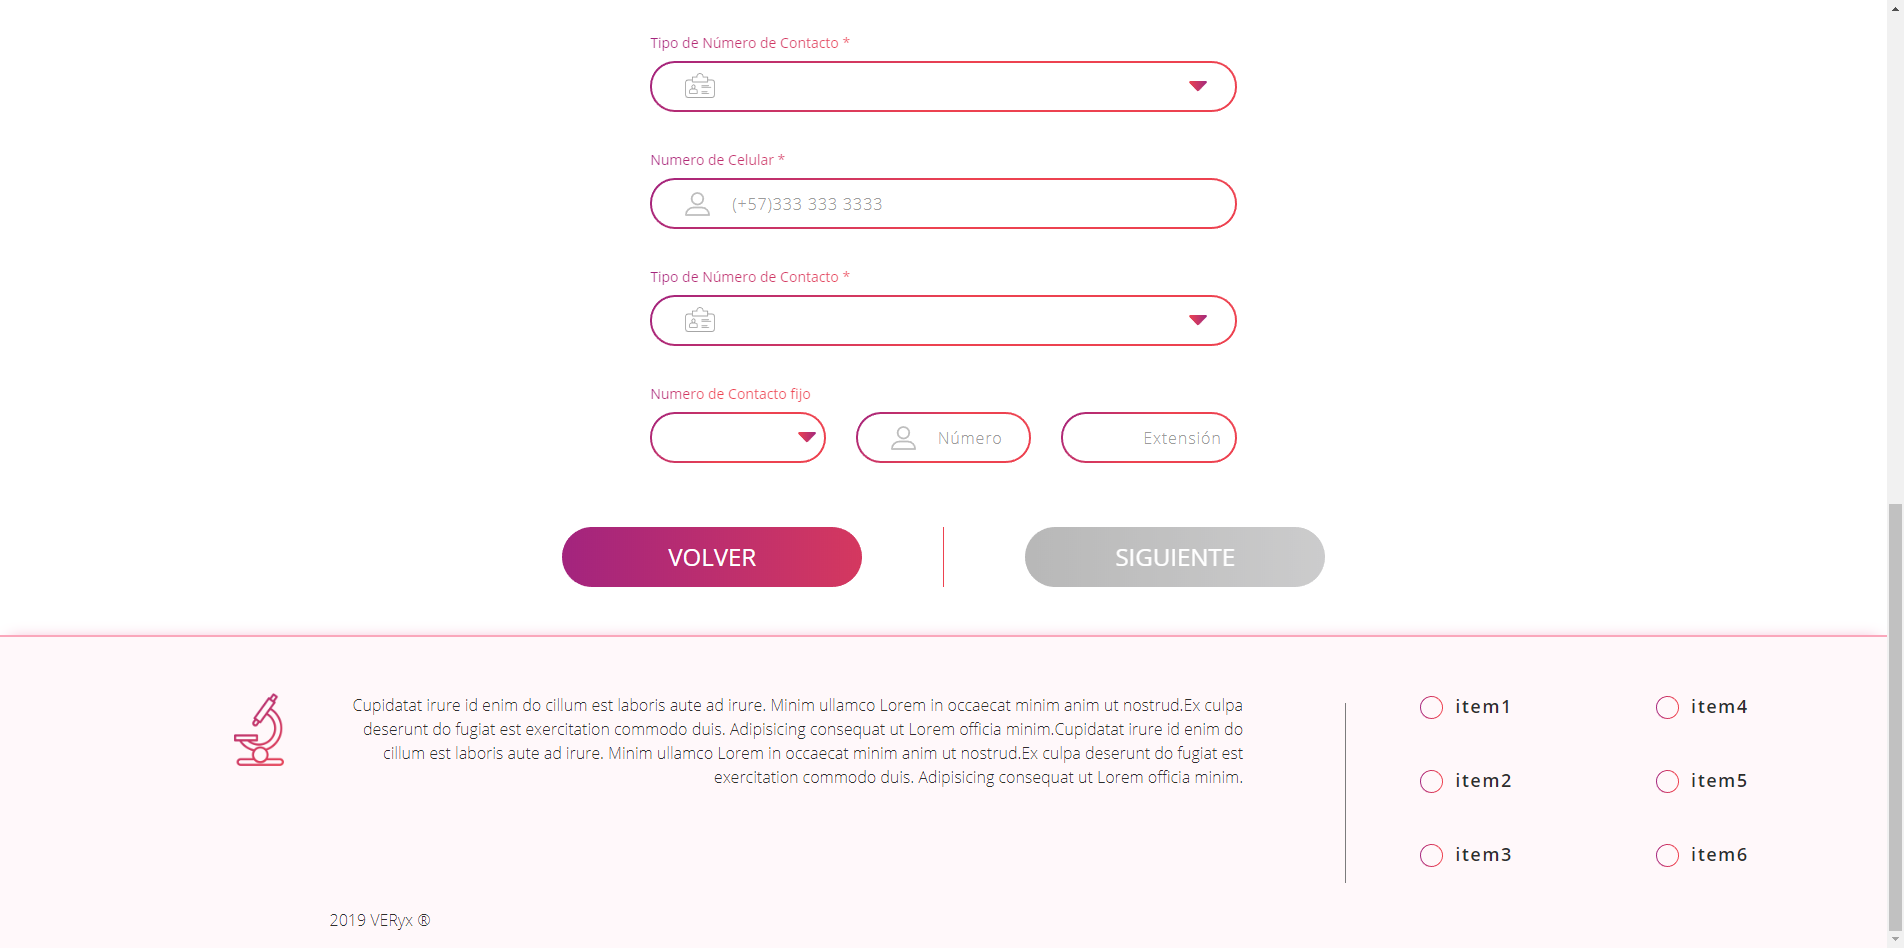 Tipo de Número de Contacto *
Numero de Celular *
(+57)333 333 3333
Tipo de Número de Contacto *
Numero de Contacto fijo
Número
Extensión
VOLVER
SIGUIENTE
Cupidatat irure id enim do cillum est laboris aute ad irure. Minim ullamco Lorem in occaecat minim anim ut nostrud.Ex culpa
deserunt do fugiat est exercitation commodo duis. Adipisicing consequat ut Lorem officia minim.Cupidatat irure id enim do
cillum est laboris aute ad irure. Minim ullamco Lorem in occaecat minim anim ut nostrud.Ex culpa deserunt do fugiat est
exercitation commodo duis. Adipisicing consequat ut Lorem officia minim.
item1
item2
item3
item4
item5
item6
2019 VERyx ®